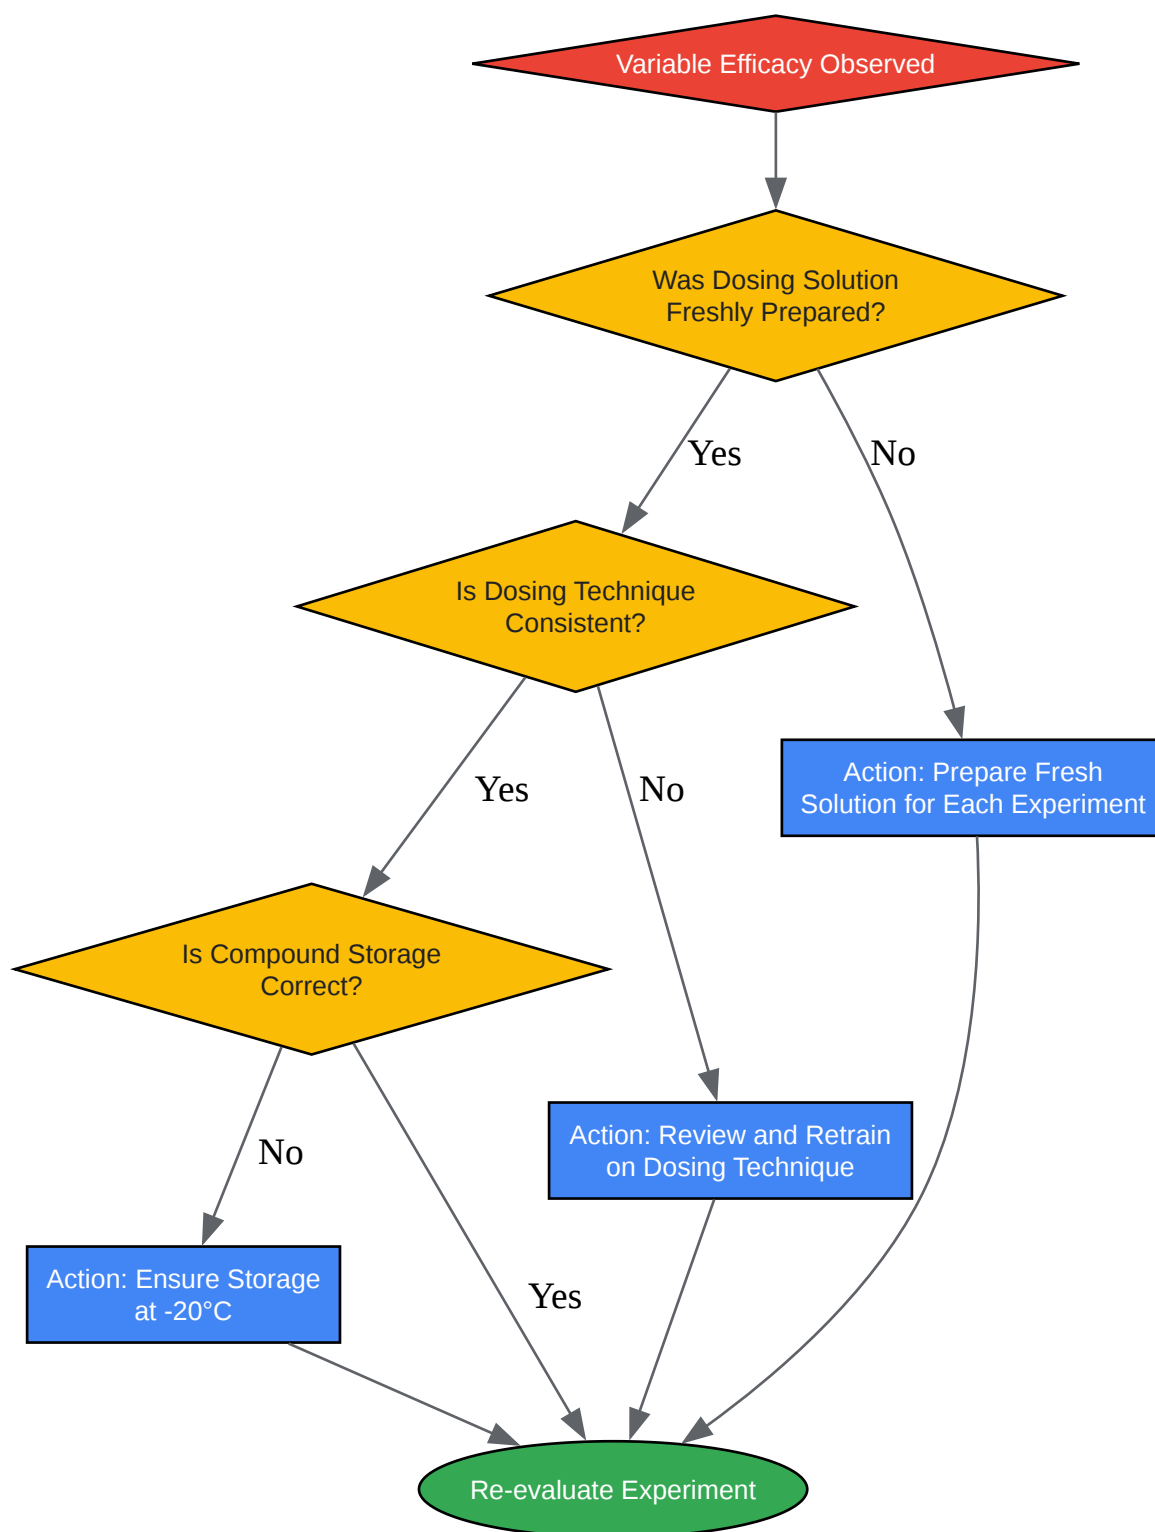 Variable Efficacy Observed
Was Dosing Solution
Freshly Prepared?
Yes
No
Is Dosing Technique
Consistent?
Action: Prepare Fresh
Solution for Each Experiment
Yes
No
Is Compound Storage
Correct?
Action: Review and Retrain
on Dosing Technique
No
Yes
Action: Ensure Storage
at -20°C
Re-evaluate Experiment